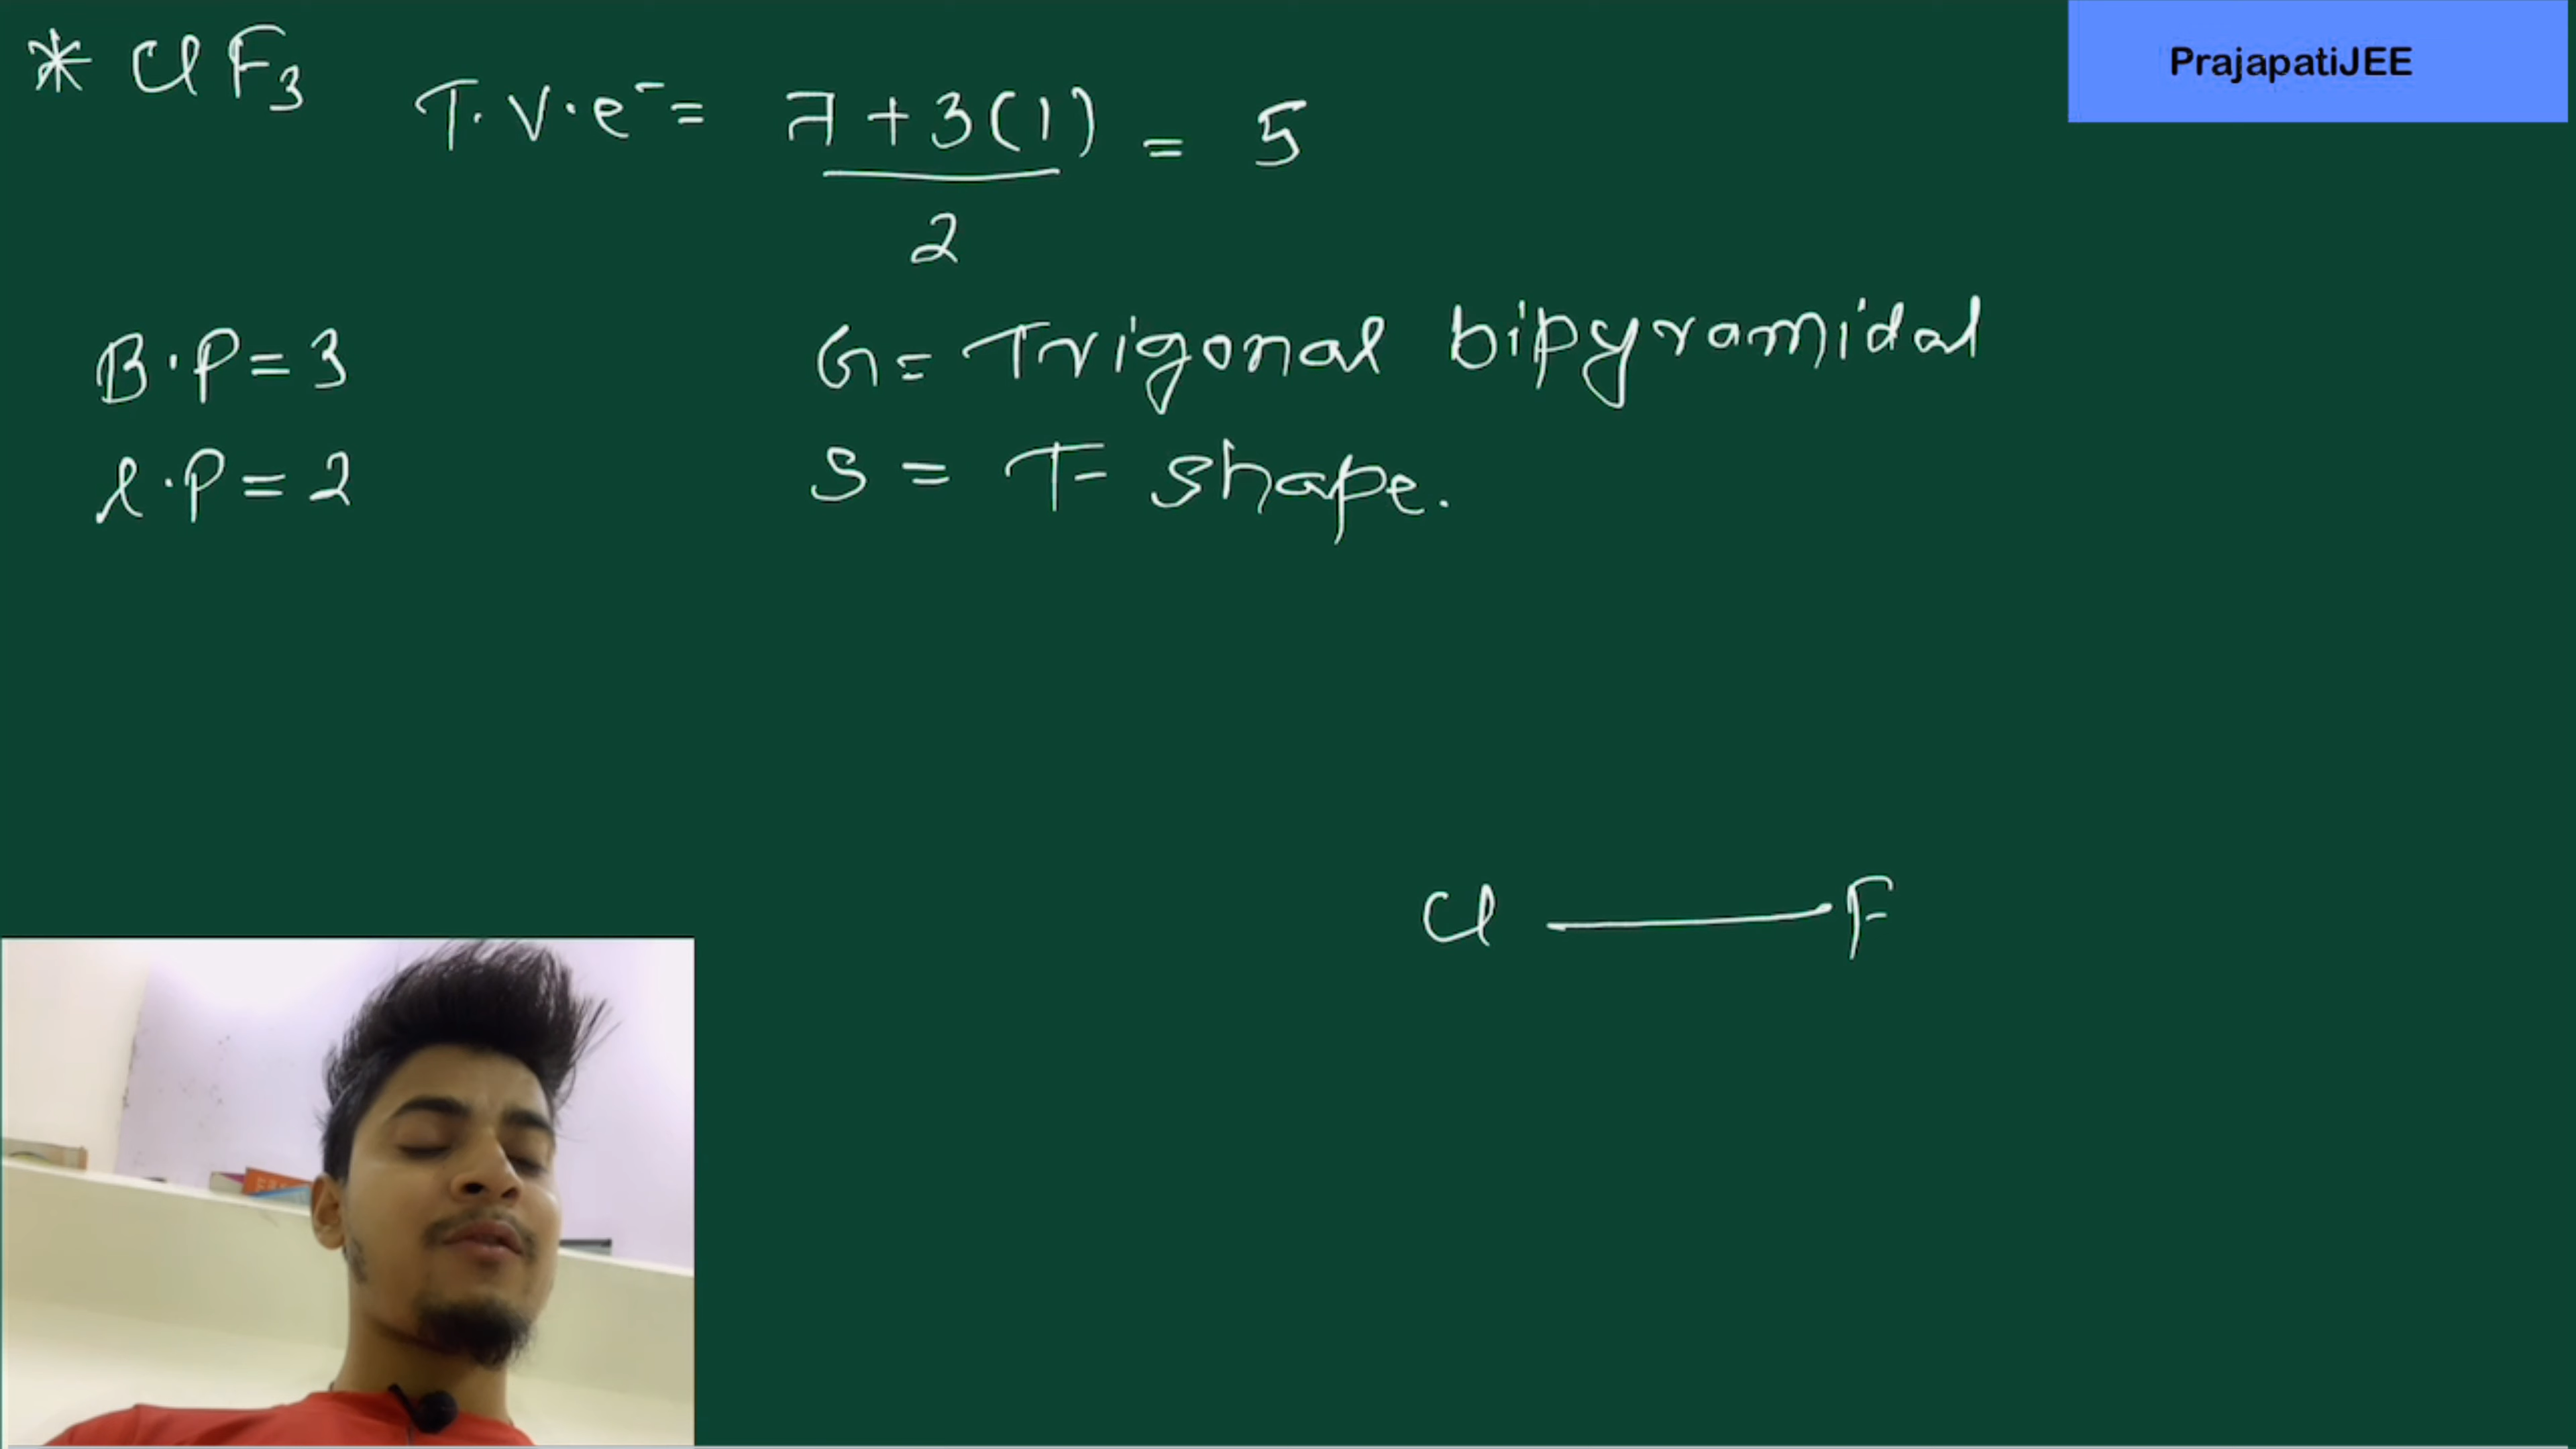 * ClF3
PrajapatiJEE
T.V.e⁻ = 7+3(1) = 5
2
B.P=3
G= Trigonal bipyramidal
l.P=2
S = T- shape.
Cl — F